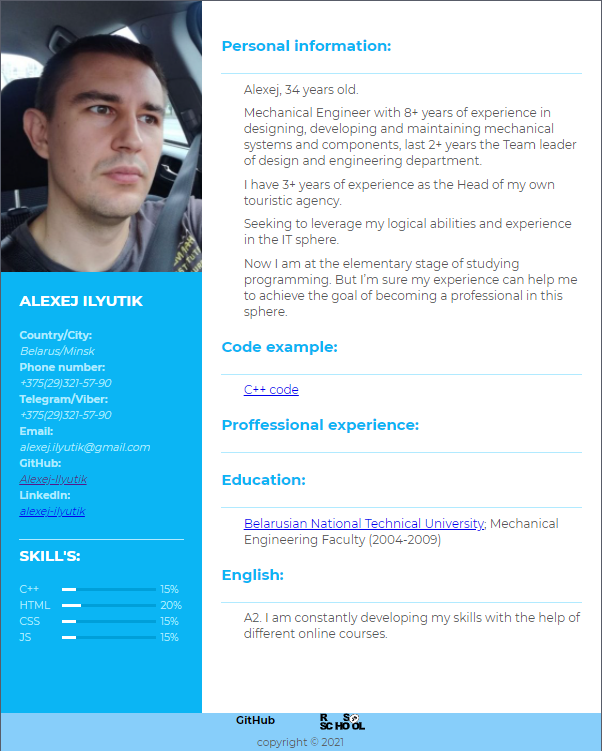 ALEXEJ ILYUTIK
Country/City:
Belarus/Minsk
Phone number:
+375(29)321-57-90
Telegram/Viber:
+375(29)321-57-90
Email:
alexej.ilyutik@gmail.com
GitHub:
Alexej-Ilyutik
LinkedIn:
alexej-ilyutik
SKILL'S:
C++ 15%
HTML 20%
CSS 15%
JS 15%
Personal information:
Alexej, 34 years old.
Mechanical Engineer with 8+ years of experience in
designing, developing and maintaining mechanical
systems and components, last 2+ years the Team leader
of design and engineering department.
I have 3+ years of experience as the Head of my own
touristic agency.
Seeking to leverage my logical abilities and experience
in the IT sphere.
Now I am at the elementary stage of studying
programming. But I'm sure my experience can help me
to achieve the goal of becoming a professional in this
sphere.
Code example:
C++ code
Proffessional experience:
Education:
Belarusian National Technical University; Mechanical
Engineering Faculty (2004-2009)
English:
A2. I am constantly developing my skills with the help of
different online courses.
GitHub
R S
SCHOOL
copyright © 2021